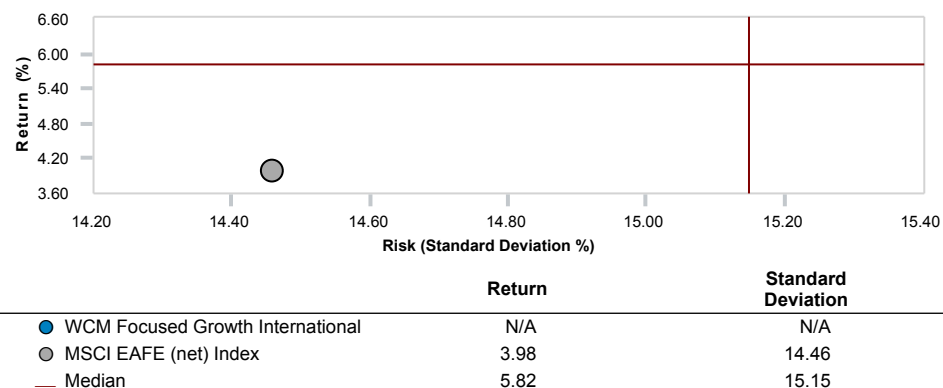 6.60
6.00
5.40
4.80
4.20
3.60
Return (%)
14.20 14.40 14.60 14.80 15.00 15.20 15.40
Risk (Standard Deviation %)
Return Standard Deviation
WCM Focused Growth International N/A N/A
MSCI EAFE (net) Index 3.98 14.46
Median 5.82 15.15